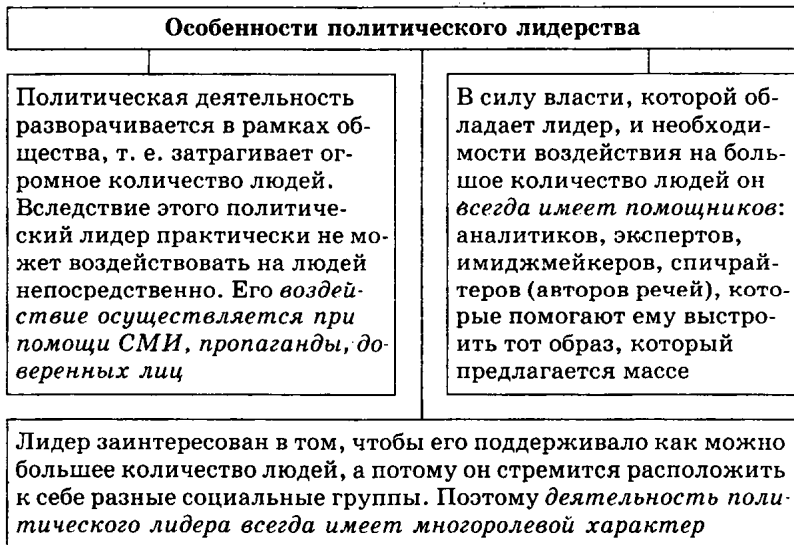 Особенности политического лидерства
Политическая деятельность
разворачивается в рамках об-
щества, т. е. затрагивает ог-
ромное количество людей.
Вследствие этого политиче-
ский лидер практически не мо-
жет воздействовать на людей
непосредственно. Его воздей-
ствие осуществляется при
помощи СМИ, пропаганды, до-
веренных лиц
В силу власти, которой об-
ладает лидер, и необходи-
мости воздействия на боль-
шое количество людей он
всегда имеет помощников:
аналитиков, экспертов,
имиджмейкеров, спичрай-
теров (авторов речей), кото-
рые помогают ему выстро-
ить тот образ, который
предлагается массе
Лидер заинтересован в том, чтобы его поддерживало как можно
большее количество людей, а потому он стремится расположить
к себе разные социальные группы. Поэтому деятельность поли-
тического лидера всегда имеет многоролевой характер